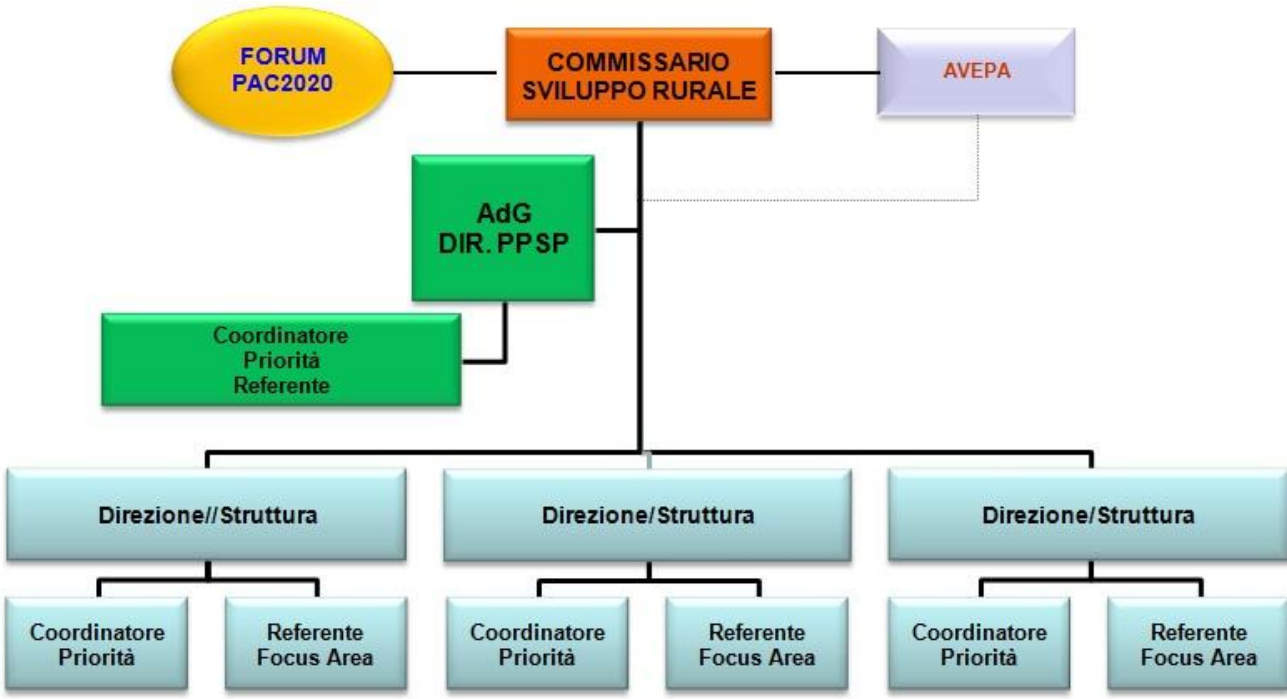 FORUM
PAC2020
COMMISSARIO
SVILUPPO RURALE
AVEPA
AdG
DIR. PPSP
Coordinatore
Priorità
Referente
Direzione//Struttura
Direzione/Struttura
Direzione/Struttura
Coordinatore
Priorità
Referente
Focus Area
Coordinatore
Priorità
Referente
Focus Area
Coordinatore
Priorità
Referente
Focus Area